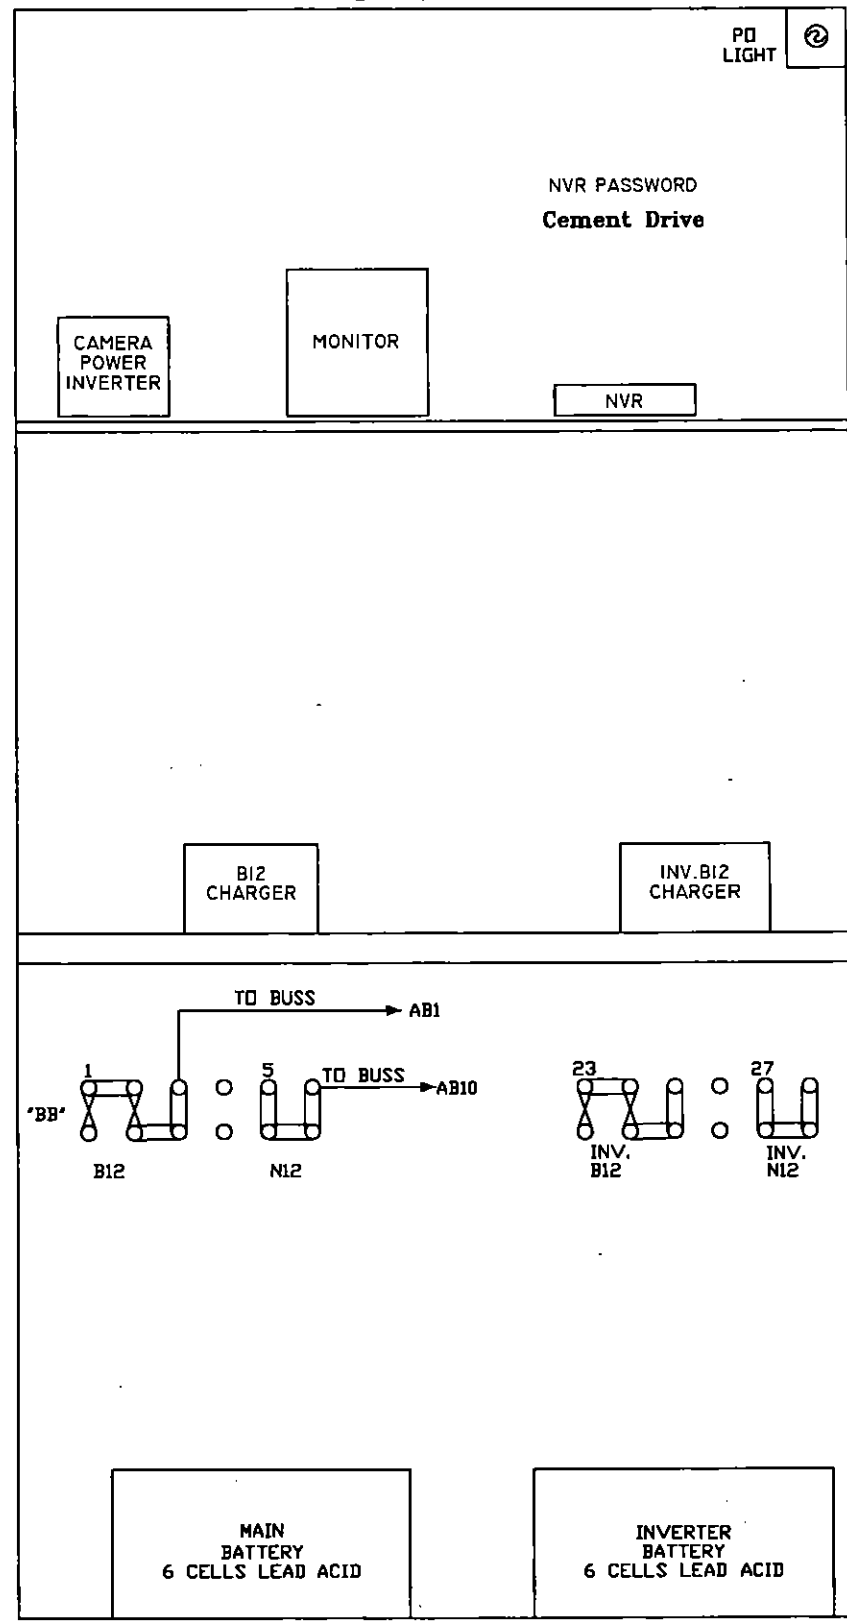 PO
LIGHT
NVR PASSWORD
Cement Drive
CAMERA
POWER
INVERTER
MONITOR
NVR
B12
CHARGER
INV.B12
CHARGER
TO BUSS
AB1
1
5
TO BUSS
AB10
23
27
"BB"
B12
N12
INV.
B12
INV.
N12
MAIN
BATTERY
6 CELLS LEAD ACID
INVERTER
BATTERY
6 CELLS LEAD ACID